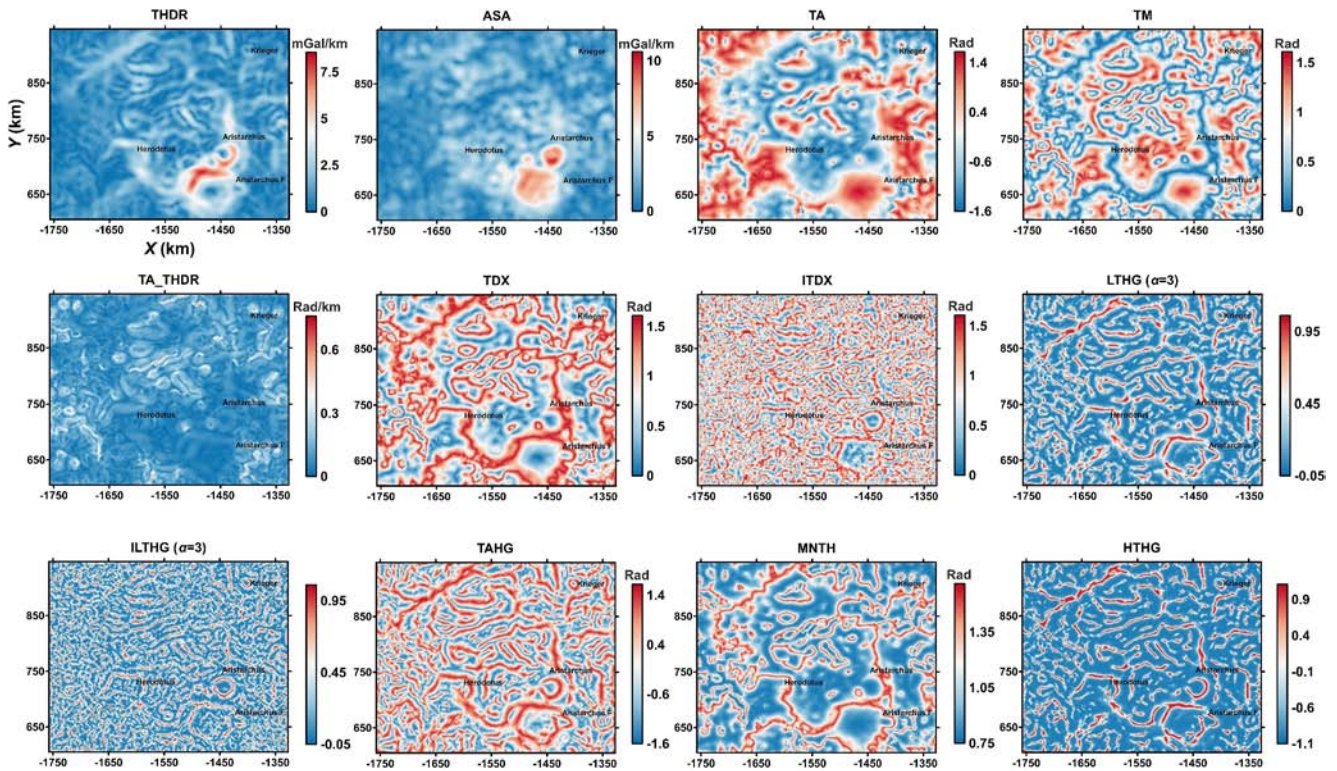 THDR
mGal/km
7.5
5
2.5
0
Krieger
Aristarchus
Herodotus
Aristarchus F
850
750
650
Y (km)
-1750 -1650 -1550 -1450 -1350
X (km)
ASA
mGal/km
10
5
0
Krieger
Aristarchus
Herodotus
Aristarchus F
850
750
650
-1750 -1650 -1550 -1450 -1350
TA
Rad
1.4
0.4
-0.6
-1.6
Krieger
Aristarchus
Herodotus
Aristarchus F
850
750
650
-1750 -1650 -1550 -1450 -1350
TM
Rad
1.5
1
0.5
0
Krieger
Aristarchus
Herodotus
Aristarchus F
850
750
650
-1750 -1650 -1550 -1450 -1350
TA_THDR
Rad/km
0.6
0.3
0
Krieger
Aristarchus
Herodotus
Aristarchus F
850
750
650
-1750 -1650 -1550 -1450 -1350
TDX
Rad
1.5
1
0.5
0
Krieger
Aristarchus
Herodotus
Aristarchus F
850
750
650
-1750 -1650 -1550 -1450 -1350
ITDX
Rad
1.5
1
0.5
0
Krieger
Aristarchus
Herodotus
Aristarchus F
850
750
650
-1750 -1650 -1550 -1450 -1350
LTHG (α=3)
0.95
0.45
-0.05
Krieger
Aristarchus
Herodotus
Aristarchus F
850
750
650
-1750 -1650 -1550 -1450 -1350
ILTHG (α=3)
0.95
0.45
-0.05
Krieger
Aristarchus
Herodotus
Aristarchus F
850
750
650
-1750 -1650 -1550 -1450 -1350
TAHG
Rad
1.4
0.4
-0.6
-1.6
Krieger
Aristarchus
Herodotus
Aristarchus F
850
750
650
-1750 -1650 -1550 -1450 -1350
MNTH
Rad
1.35
1.05
0.75
Krieger
Aristarchus
Herodotus
Aristarchus F
850
750
650
-1750 -1650 -1550 -1450 -1350
HTHG
0.9
0.4
-0.1
-0.6
-1.1
Krieger
Aristarchus
Herodotus
Aristarchus F
850
750
650
-1750 -1650 -1550 -1450 -1350